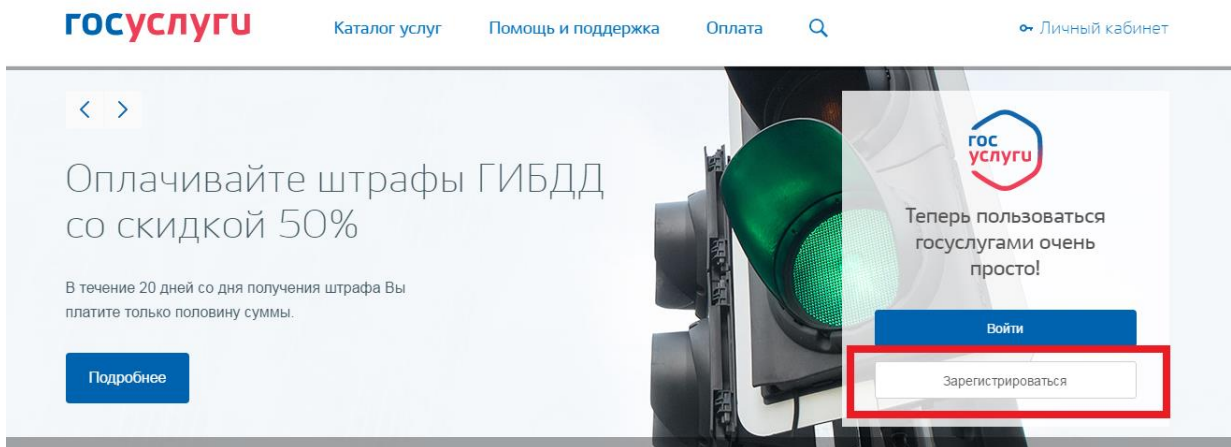 госуслуги
Каталог услуг Помощь и поддержка Оплата Личный кабинет
Оплачивайте штрафы ГИБДД
со скидкой 50%
В течение 20 дней со дня получения штрафа Вы
платите только половину суммы.
Подробнее
гос
услуги
Теперь пользоваться
госуслугами очень
просто!
Войти
Зарегистрироваться